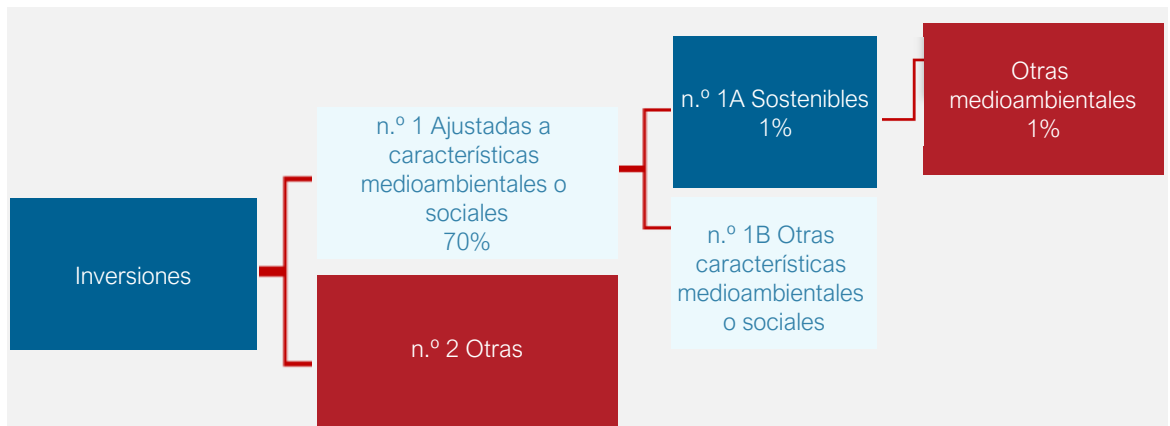 Inversiones
n.º 1 Ajustadas a
características
medioambientales o
sociales
70%
n.º 2 Otras
n.º 1A Sostenibles
1%
n.º 1B Otras
características
medioambientales
o sociales
Otras
medioambientales
1%